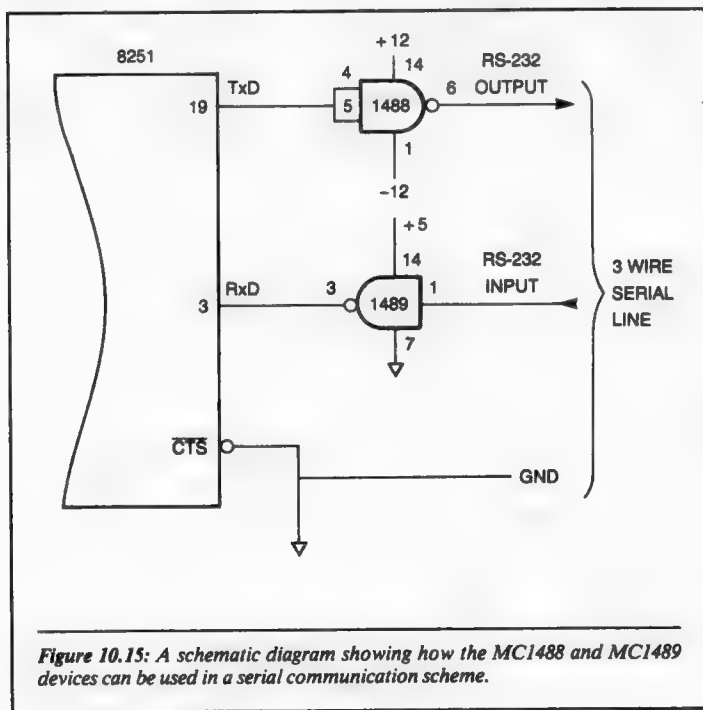 8251
+12
4
14
TxD
19
5
1488
6
RS-232
OUTPUT
1
-12
+5
14
RS-232
INPUT
3 WIRE
SERIAL
LINE
RxD
3
3
1489
1
7
CTS
GND
Figure 10.15: A schematic diagram showing how the MC1488 and MC1489
devices can be used in a serial communication scheme.